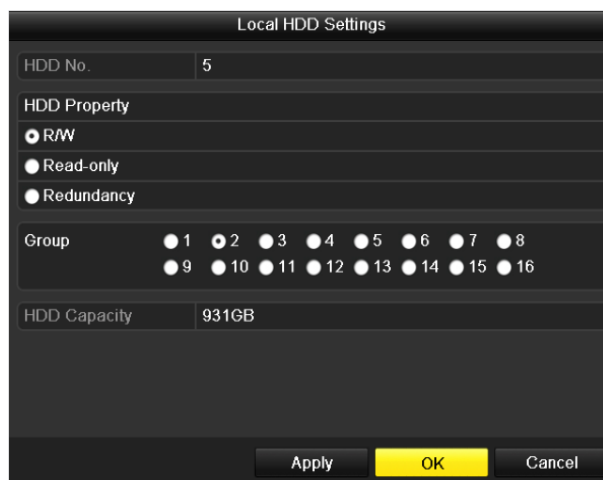 Local HDD Settings
HDD No. 5
HDD Property
R/W
Read-only
Redundancy
Group 1 2 3 4 5 6 7 8
9 10 11 12 13 14 15 16
HDD Capacity 931GB
Apply OK Cancel